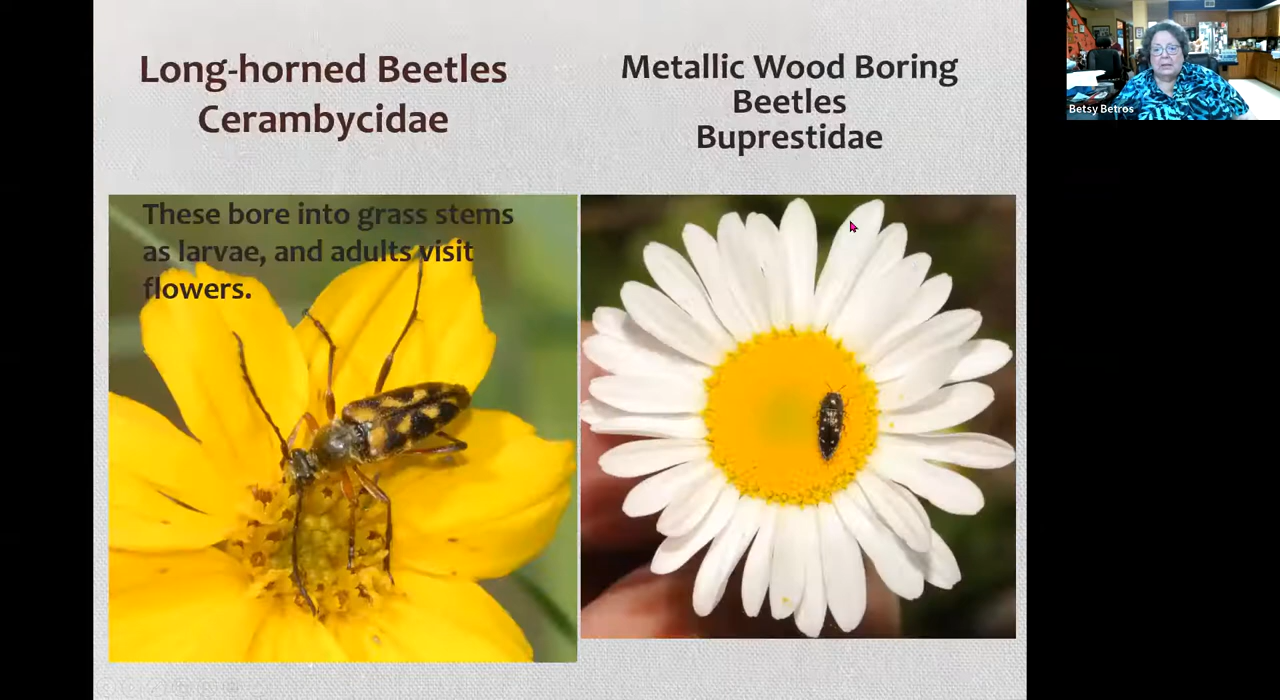 Long-horned Beetles
Cerambycidae
Metallic Wood Boring
Beetles
Buprestidae
These bore into grass stems
as larvae, and adults visit
flowers.
Betsy Betros